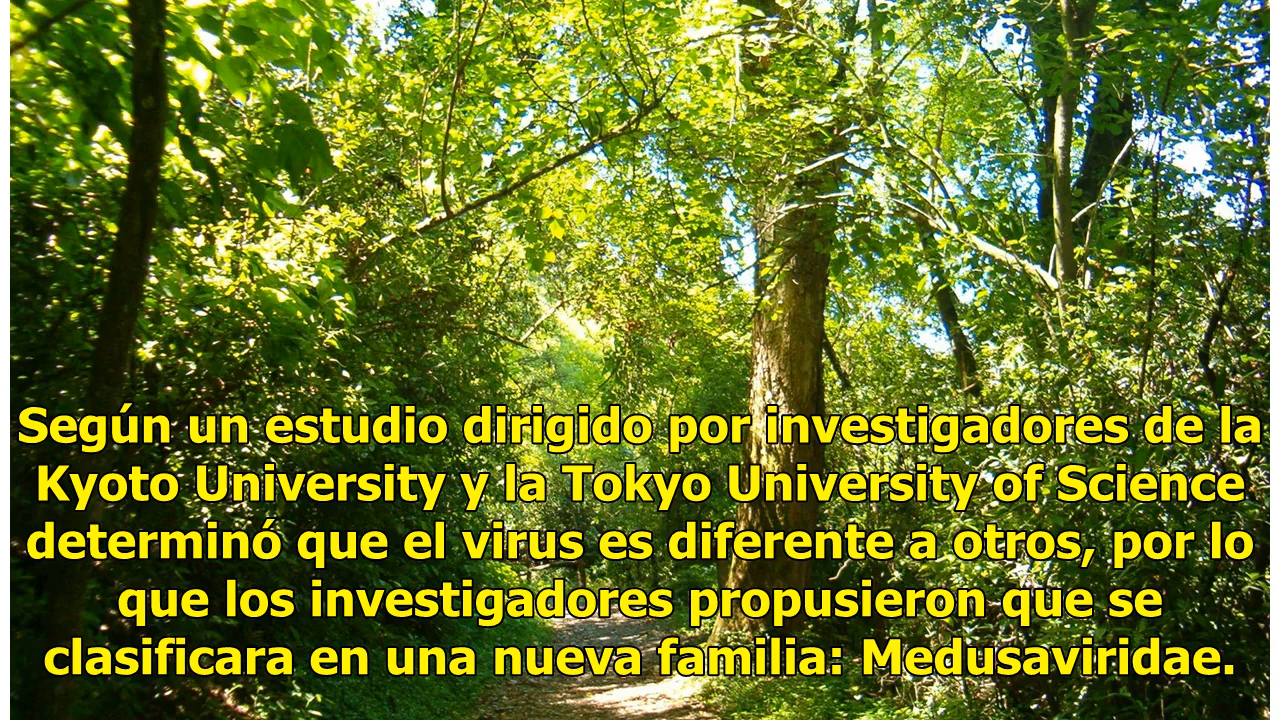 Según un estudio dirigido por investigadores de la
Kyoto University y la Tokyo University of Science
determinó que el virus es diferente a otros, por lo
que los investigadores propusieron que se
clasificara en una nueva familia: Medusaviridae.